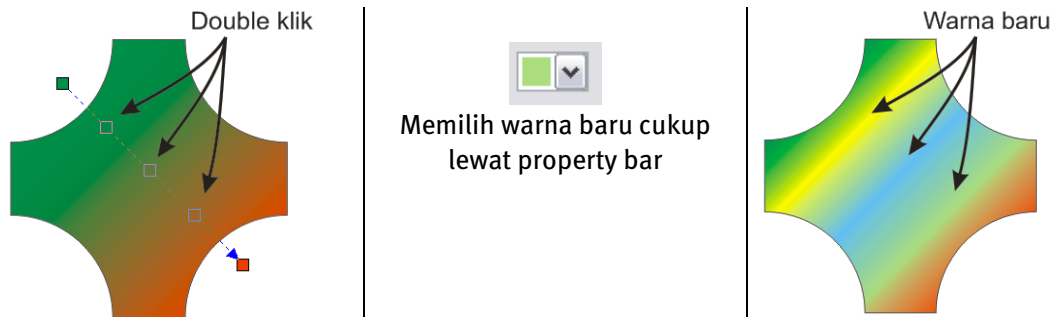 Double klik
Memilih warna baru cukup
lewat property bar
Warna baru